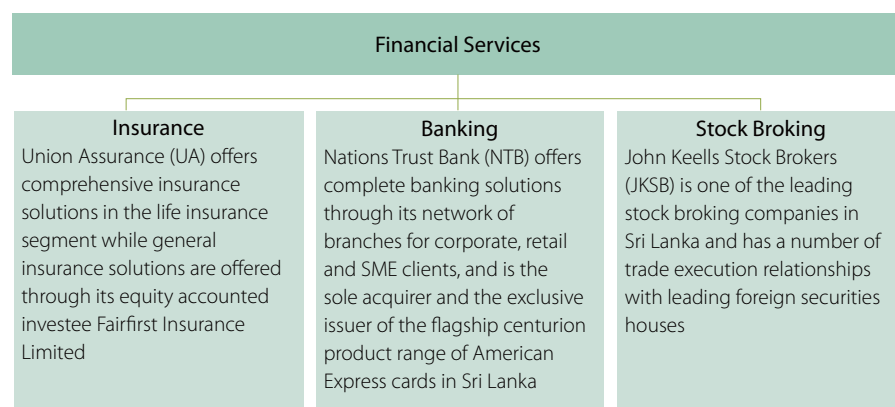 Financial Services
Insurance
Union Assurance (UA) offers
comprehensive insurance
solutions in the life insurance
segment while general
insurance solutions are offered
through its equity accounted
investee Fairfirst Insurance
Limited
Banking
Nations Trust Bank (NTB) offers
complete banking solutions
through its network of
branches for corporate, retail
and SME clients, and is the
sole acquirer and the exclusive
issuer of the flagship centurion
product range of American
Express cards in Sri Lanka
Stock Broking
John Keells Stock Brokers
(JKSB) is one of the leading
stock broking companies in
Sri Lanka and has a number of
trade execution relationships
with leading foreign securities
houses